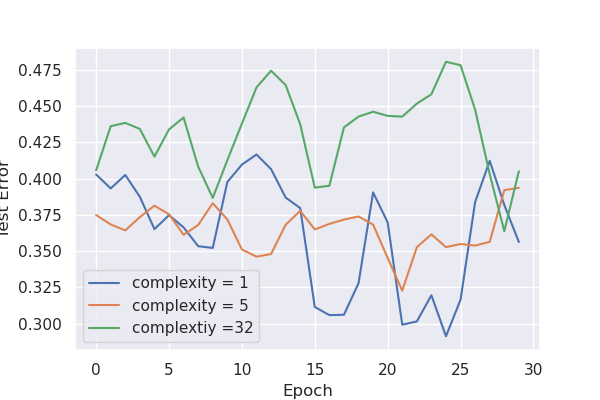 0.475
0.450
0.425
0.400
0.375
0.350
0.325
0.300
Test Error
complexity = 1
complexity = 5
complextiy =32
0 5 10 15 20 25 30
Epoch